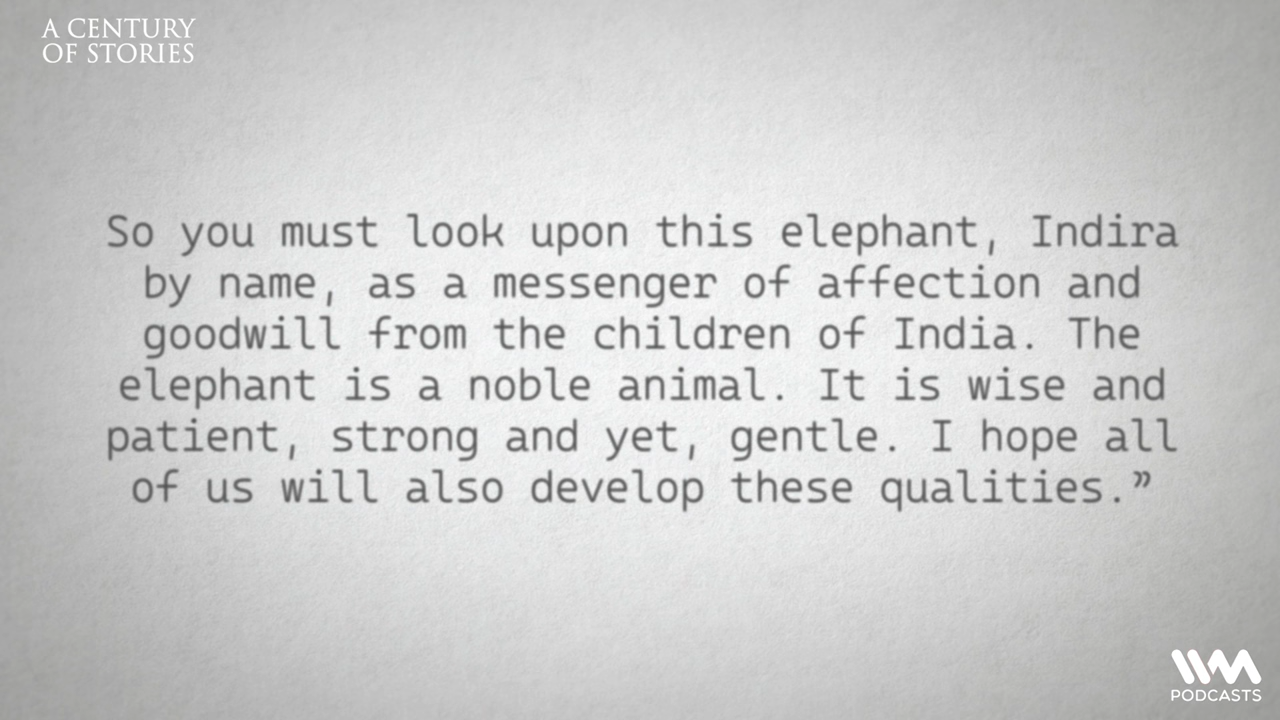 A CENTURY
OF STORIES
So you must look upon this elephant, Indira
by name, as a messenger of affection and
goodwill from the children of India. The
elephant is a noble animal. It is wise and
patient, strong and yet, gentle. I hope all
of us will also develop these qualities.”
IVM
PODCASTS